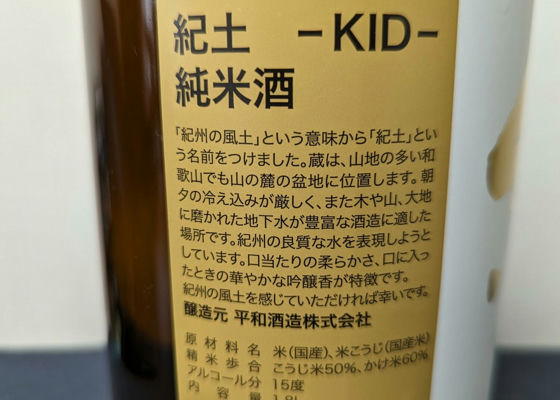 紀土 －KID－
純米酒
「紀州の風土」という意味から「紀土」とい
う名前をつけました。蔵は、山地の多い和
歌山でも山の麓の盆地に位置します。朝
夕の冷え込みが厳しく、また木や山、大地
に磨かれた地下水が豊富な酒造に適した
場所です。紀州の良質な水を表現しようと
しています。口当たりの柔らかさ、口に入っ
たときの華やかな吟醸香が特徴です。
紀州の風土を感じていただければ幸いです。
醸造元 平和酒造株式会社
原材料名 米(国産)、米こうじ(国産米)
精米歩合 こうじ米50%、かけ米60%
アルコール分 15度
内容量 1.8L